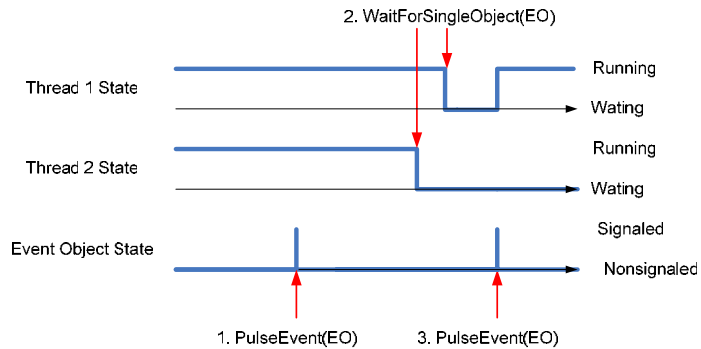 2. WaitForSingleObject(EO)
Running
Thread 1 State
Wating
Running
Thread 2 State
Wating
Signaled
Event Object State
Nonsignaled
1. PulseEvent(EO)
3. PulseEvent(EO)